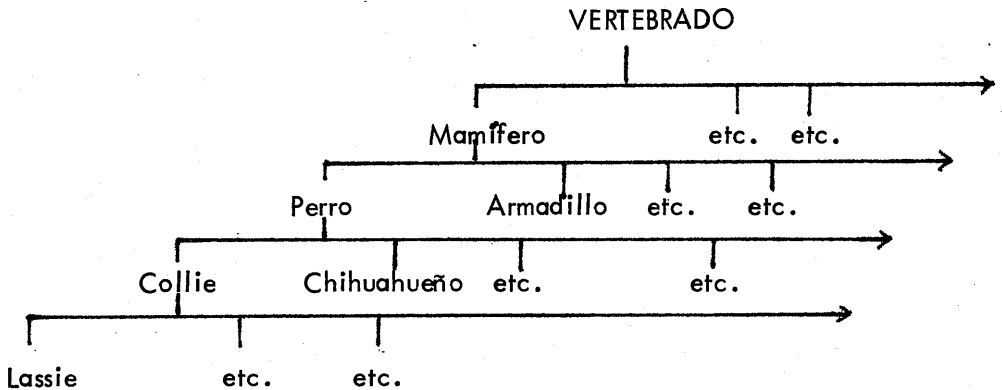 VERTEBRADO
Mamífero etc. etc.
Perro Armadillo etc. etc.
Collie Chihuahueño etc. etc.
Lassie etc. etc.